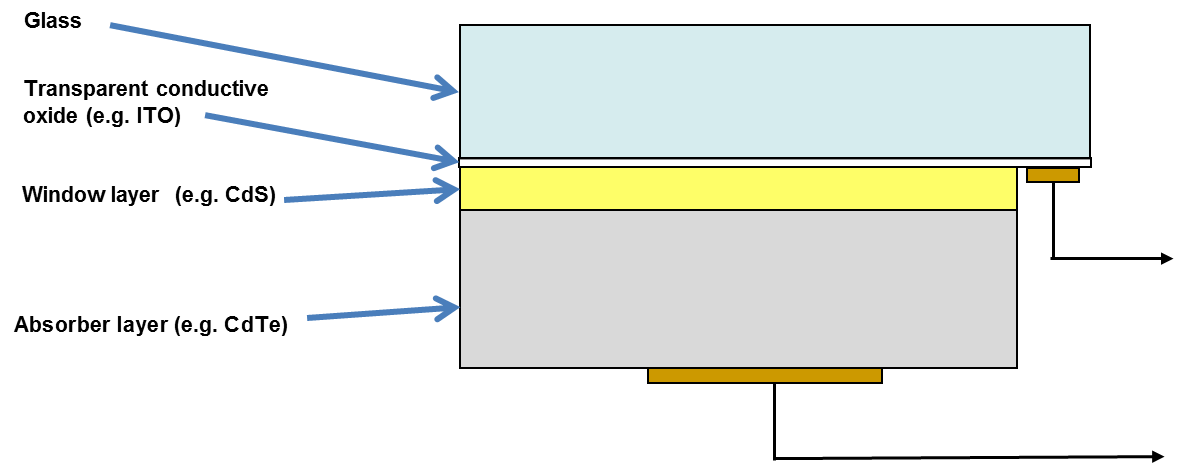 Glass
Transparent conductive
oxide (e.g. ITO)
Window layer (e.g. CdS)
Absorber layer (e.g. CdTe)